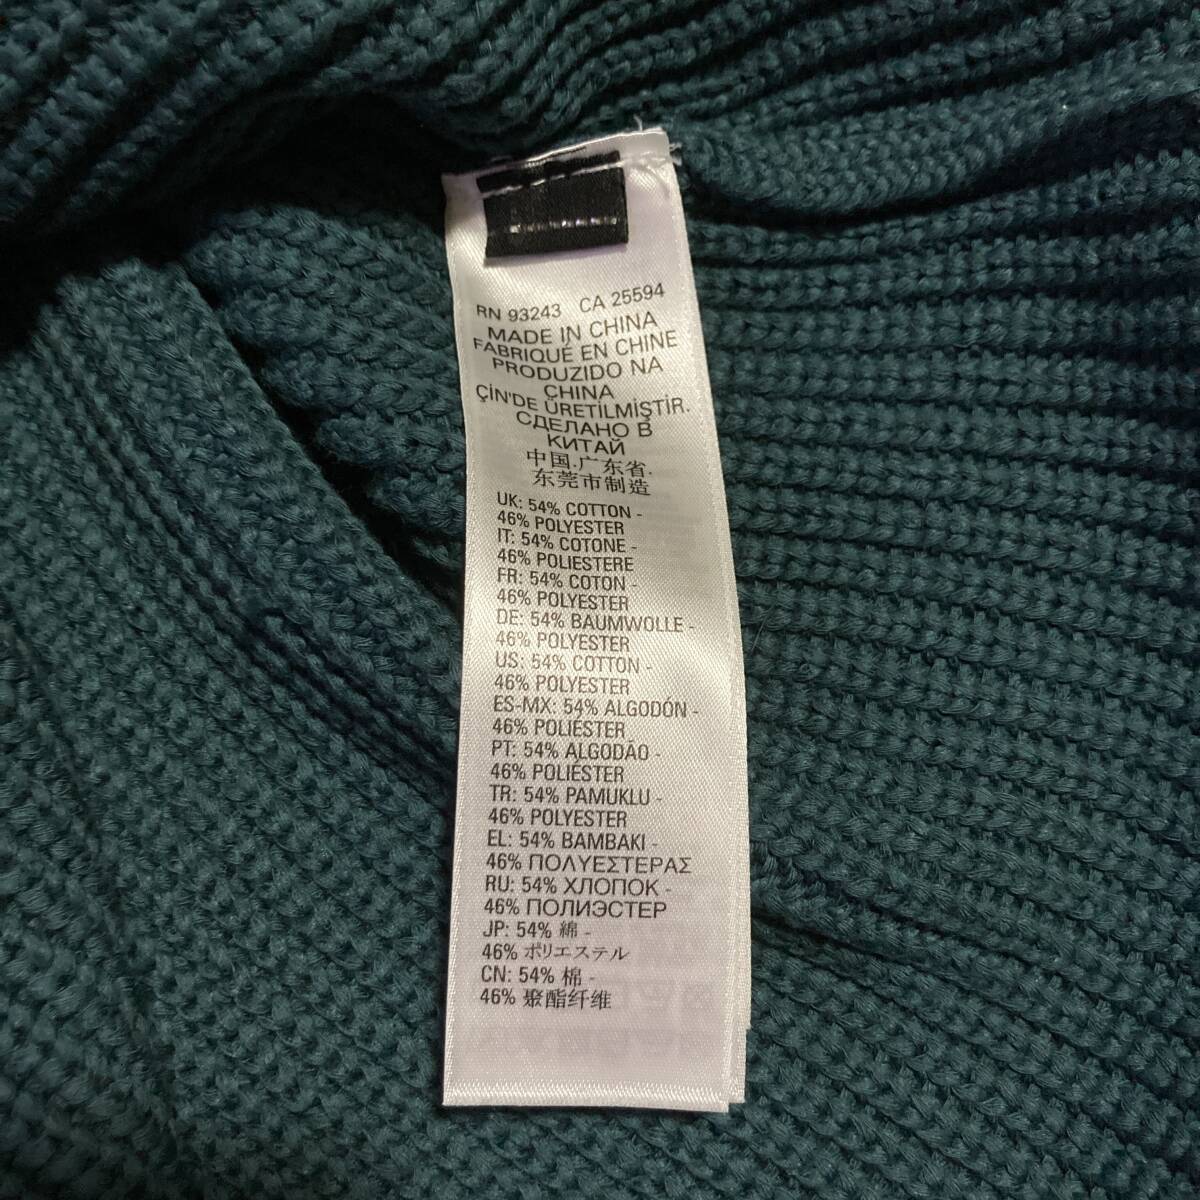 RN 93243 CA 25594
MADE IN CHINA
FABRIQUÉ EN CHINE
PRODUZIDO NA
CHINA
ÇİN'DE ÜRETİLMİŞTİR.
СДЕЛАНО В
КИТАЙ
中国.广东省.
东莞市制造
UK: 54% COTTON -
46% POLYESTER
IT: 54% COTONE -
46% POLIESTERE
FR: 54% COTON -
46% POLYESTER
DE: 54% BAUMWOLLE -
46% POLYESTER
US: 54% COTTON -
46% POLYESTER
ES-MX: 54% ALGODÓN -
46% POLIÉSTER
PT: 54% ALGODÃO -
46% POLIÉSTER
TR: 54% PAMUKLU -
46% POLYESTER
EL: 54% BAMBAKI -
46% ΠΟΛΥΕΣΤΕΡΑΣ
RU: 54% ХЛОПОК -
46% ПОЛИЭСТЕР
JP: 54% 綿 -
46% ポリエステル
CN: 54% 棉 -
46% 聚酯纤维